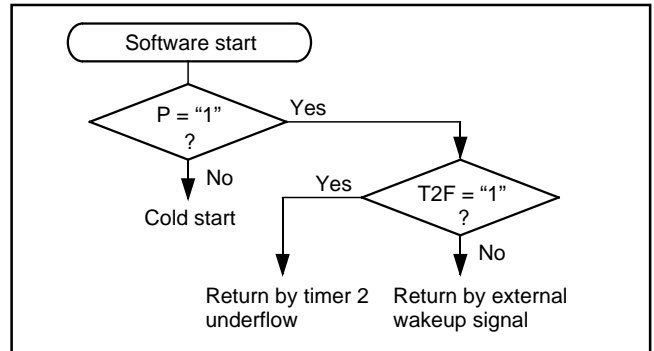 Software start
P = “1”
?
Yes
No
Cold start
T2F = “1”
?
Yes
No
Return by timer 2
underflow
Return by external
wakeup signal